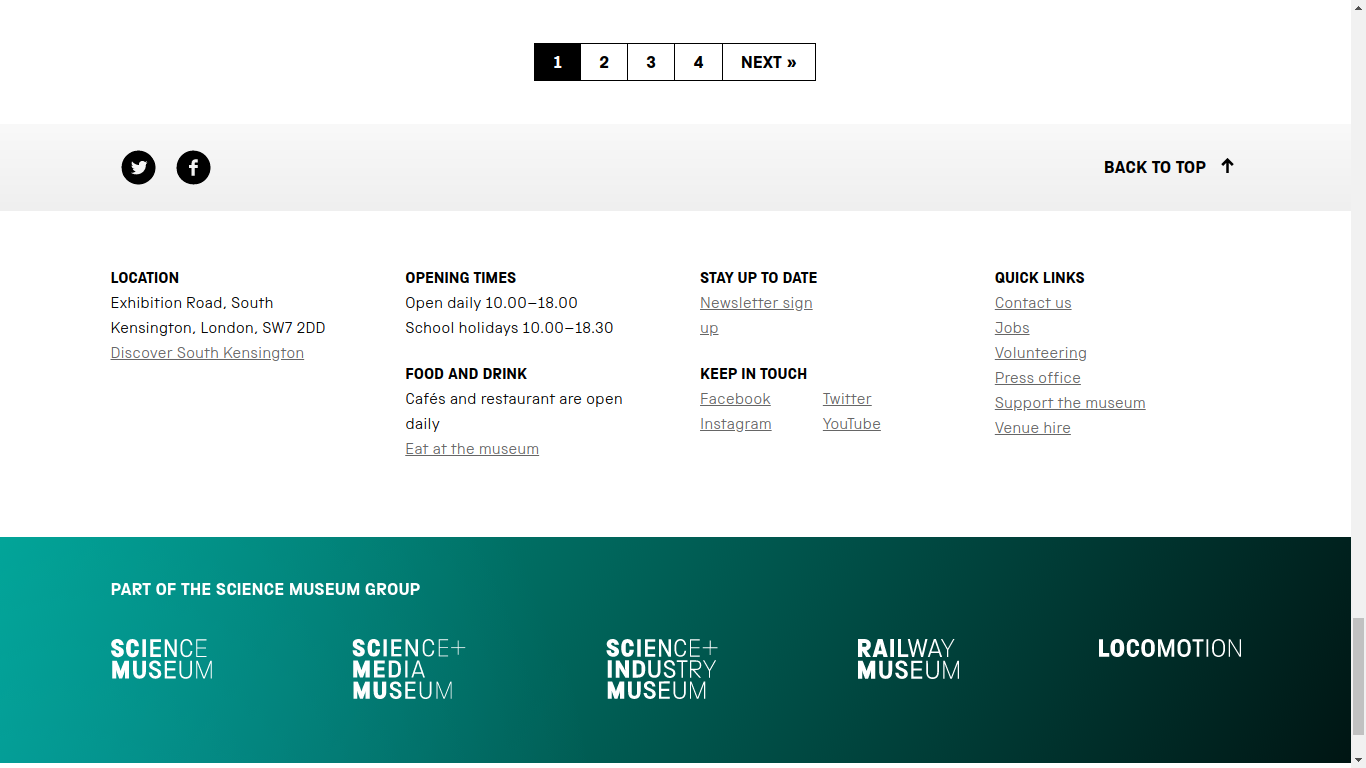 1 2 3 4 NEXT »
BACK TO TOP
LOCATION
Exhibition Road, South
Kensington, London, SW7 2DD
Discover South Kensington
OPENING TIMES
Open daily 10.00–18.00
School holidays 10.00–18.30
FOOD AND DRINK
Cafés and restaurant are open
daily
Eat at the museum
STAY UP TO DATE
Newsletter sign
up
KEEP IN TOUCH
Facebook Twitter
Instagram YouTube
QUICK LINKS
Contact us
Jobs
Volunteering
Press office
Support the museum
Venue hire
PART OF THE SCIENCE MUSEUM GROUP
SCIENCE
MUSEUM
SCIENCE+
MEDIA
MUSEUM
SCIENCE+
INDUSTRY
MUSEUM
RAILWAY
MUSEUM
LOCOMOTION